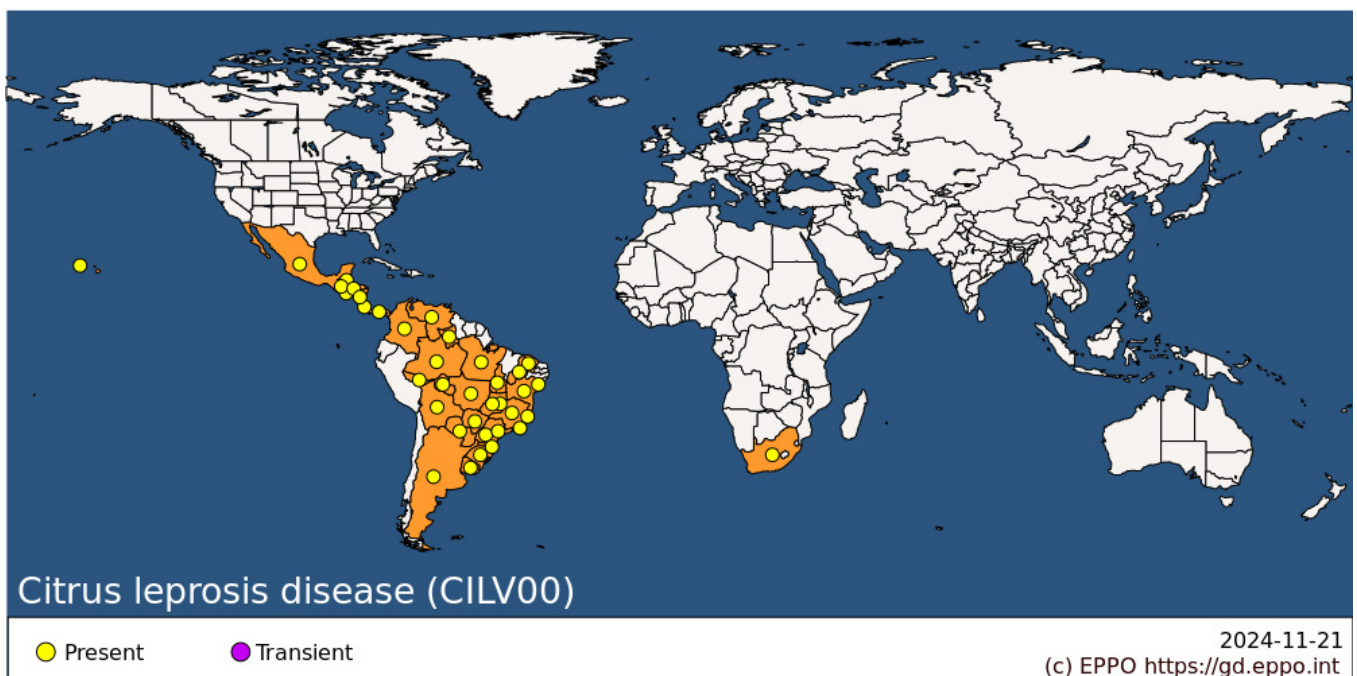 Citrus leprosis disease (CILV00)
Present
Transient
2024-11-21
(c) EPPO https://gd.eppo.int